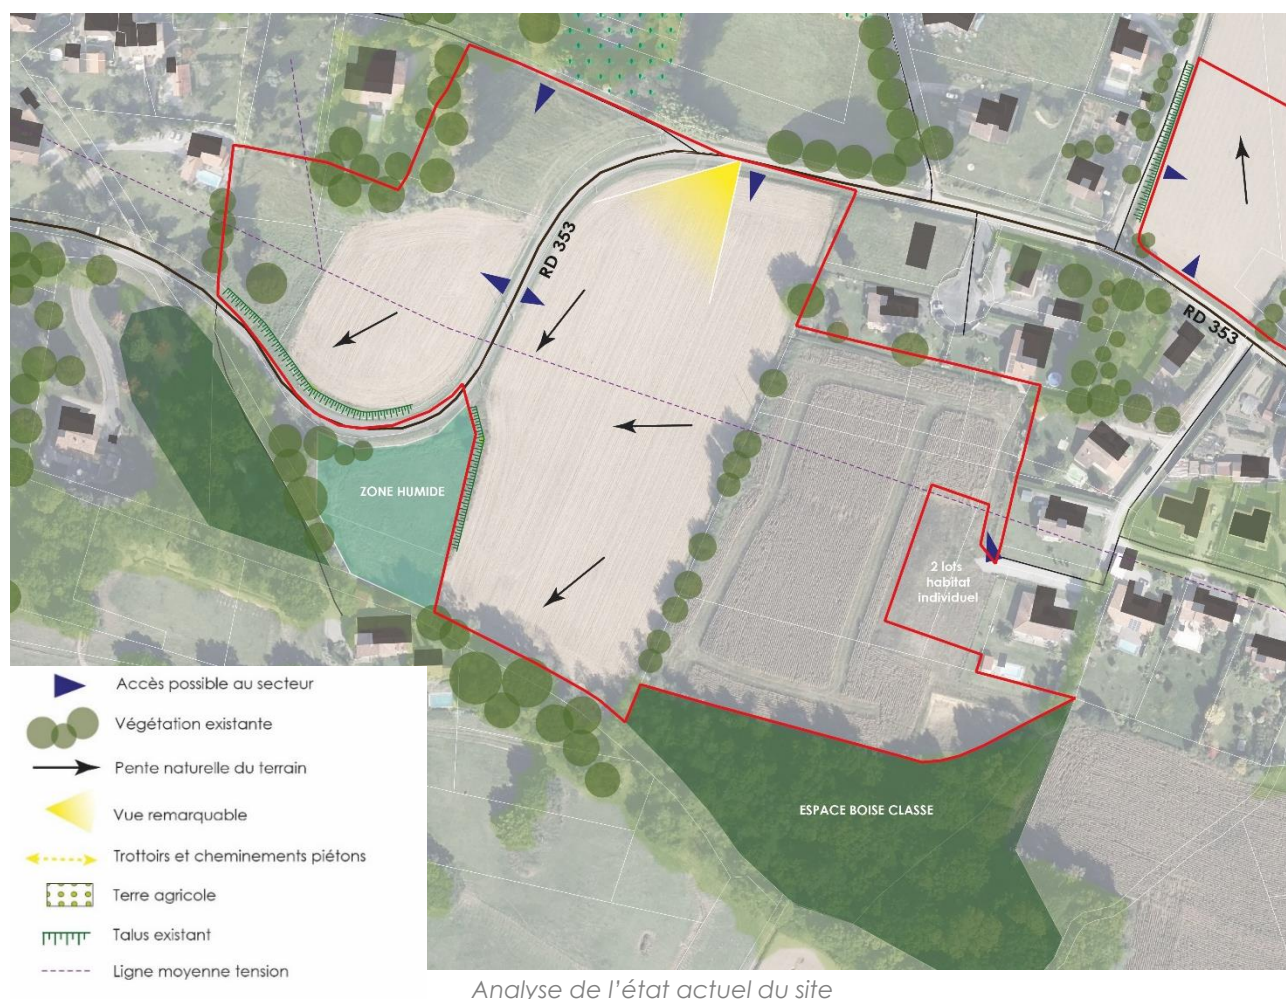 RD 353
RD 353
ZONE HUMIDE
2 lots
habitat
individuel
ESPACE BOISE CLASSE
Accès possible au secteur
Végétation existante
Pente naturelle du terrain
Vue remarquable
Trottoirs et cheminements piétons
Terre agricole
Talus existant
Ligne moyenne tension
Analyse de l'état actuel du site